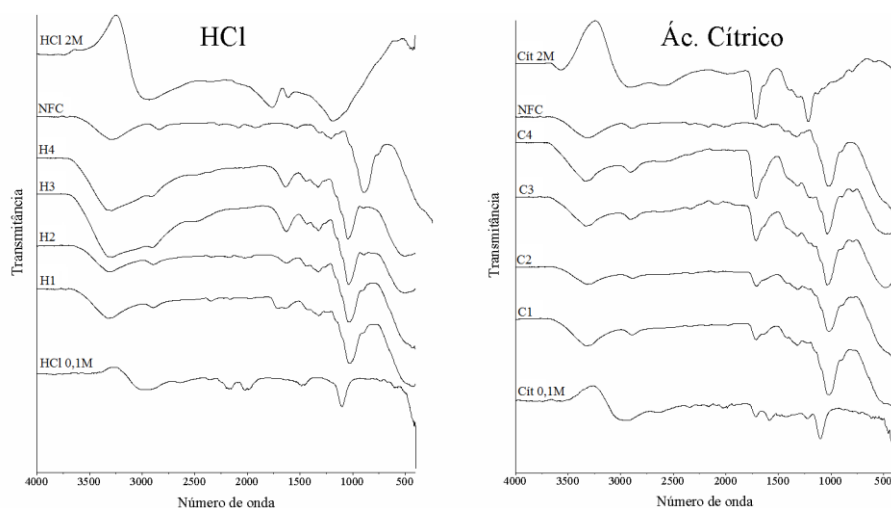 HCl
HCl 2M
NFC
H4
H3
H2
H1
HCl 0,1M
Transmitância
4000 3500 3000 2500 2000 1500 1000 500
Número de onda
Ác. Cítrico
Cit 2M
NFC
C4
C3
C2
C1
Cít 0,1M
Transmitância
4000 3500 3000 2500 2000 1500 1000 500
Número de onda